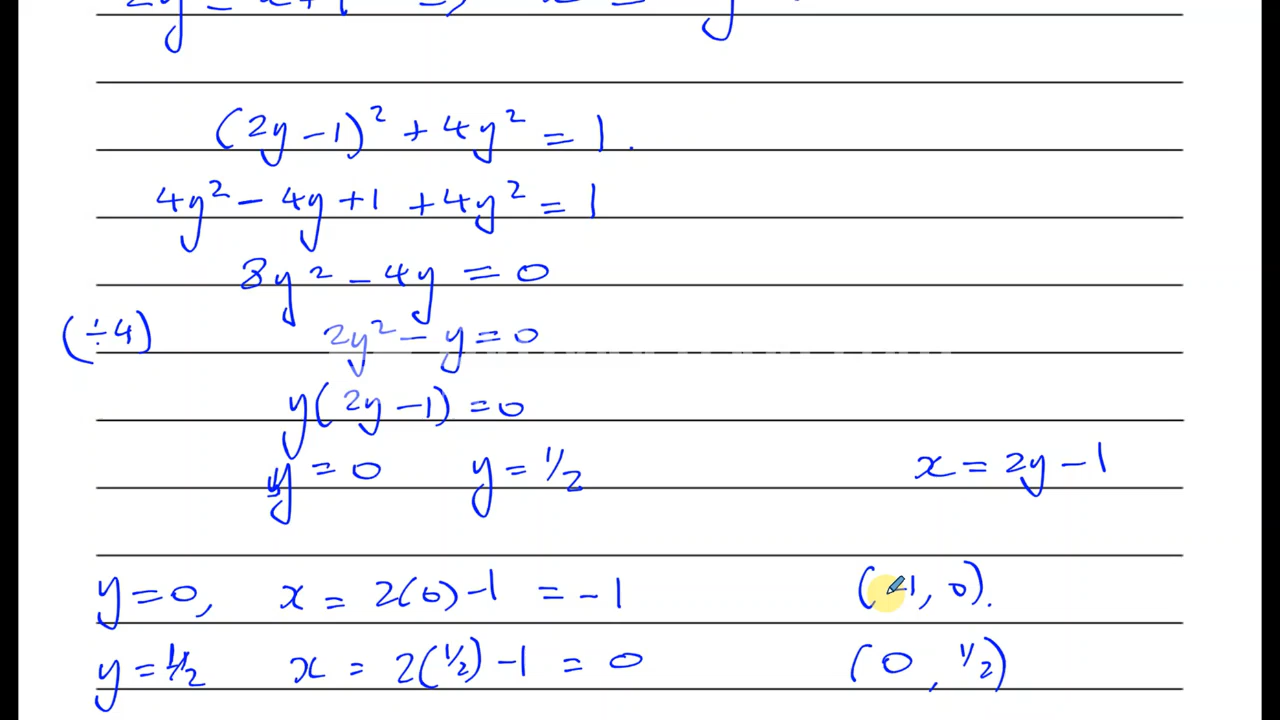 (2y-1)² + 4y² = 1.
4y² - 4y + 1 + 4y² = 1
8y² - 4y = 0
(÷4) 2y² - y = 0
y(2y-1) = 0
y = 0 y = 1/2 x = 2y - 1
y = 0, x = 2(0) - 1 = -1 (-1, 0).
y = 1/2 x = 2(1/2) - 1 = 0 (0, 1/2)